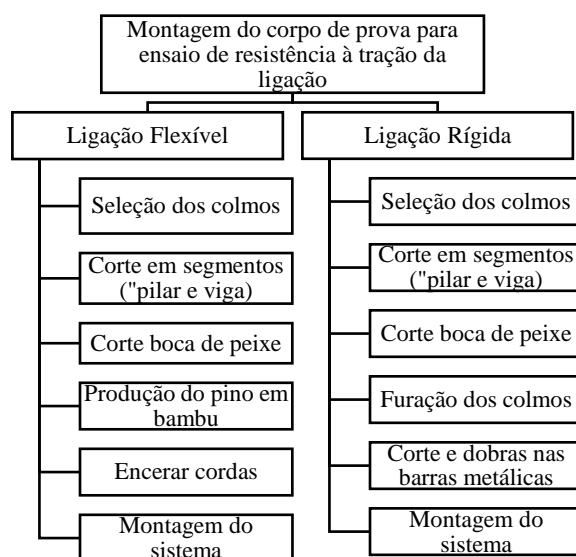 Montagem do corpo de prova para
ensaio de resistência à tração da
ligação
Ligação Flexível
Seleção dos colmos
Corte em segmentos
("pilar e viga)
Corte boca de peixe
Produção do pino em
bambu
Encerar cordas
Montagem do
sistema
Ligação Rígida
Seleção dos colmos
Corte em segmentos
("pilar e viga)
Corte boca de peixe
Furação dos colmos
Corte e dobras nas
barras metálicas
Montagem do
sistema